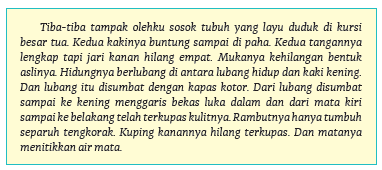 Tiba-tiba tampak olehku sosok tubuh yang layu duduk di kursi
besar tua. Kedua kakinya buntung sampai di paha. Kedua tangannya
lengkap tapi jari kanan hilang empat. Mukanya kehilangan bentuk
aslinya. Hidungnya berlubang di antara lubang hidup dan kaki kening.
Dan lubang itu disumbat dengan kapas kotor. Dari lubang disumbat
sampai ke kening menggaris bekas luka dalam dan dari mata kiri
sampai ke belakang telah terkupas kulitnya. Rambutnya hanya tumbuh
separuh tengkorak. Kuping kanannya hilang terkupas. Dan matanya
menitikkan air mata.